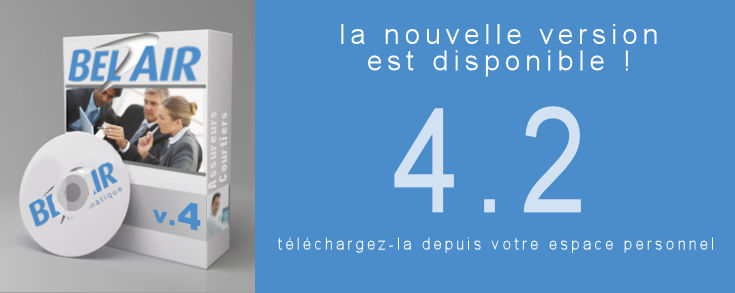 BEL AIR
Assureurs
Courtiers
BEL AIR
matique
v.4
la nouvelle version
est disponible !
4.2
téléchargez-la depuis votre espace personnel